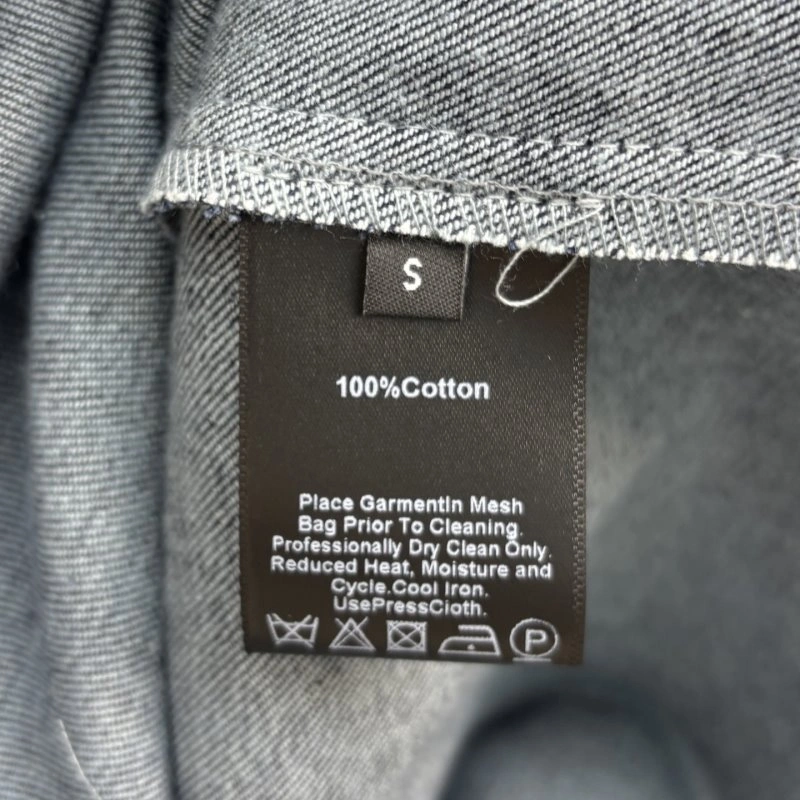 S
100%Cotton
Place GarmentIn Mesh
Bag Prior To Cleaning.
Professionally Dry Clean Only.
Reduced Heat, Moisture and
Cycle.Cool Iron.
UsePressCloth.
P